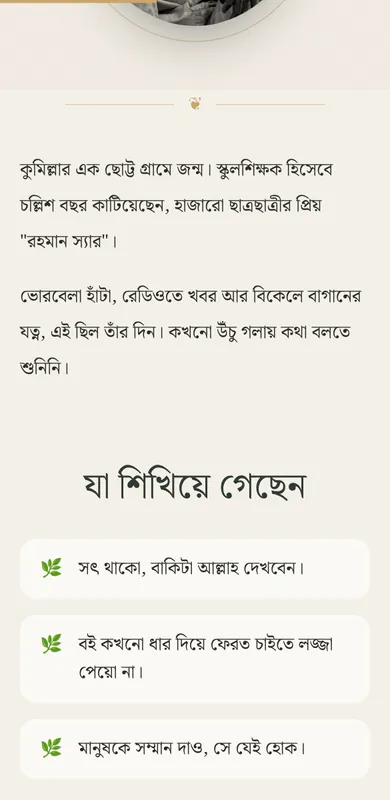 কুমিল্লার এক ছোট্ট গ্রামে জন্ম। স্কুলশিক্ষক হিসেবে
চল্লিশ বছর কাটিয়েছেন, হাজারো ছাত্রছাত্রীর প্রিয়
"রহমান স্যার"।
ভোরবেলা হাঁটা, রেডিওতে খবর আর বিকেলে বাগানের
যত্ন, এই ছিল তাঁর দিন। কখনো উঁচু গলায় কথা বলতে
শুনিনি।
যা শিখিয়ে গেছেন
সৎ থাকো, বাকিটা আল্লাহ দেখবেন।
বই কখনো ধার দিয়ে ফেরত চাইতে লজ্জা
পেয়ো না।
মানুষকে সম্মান দাও, সে যেই হোক।